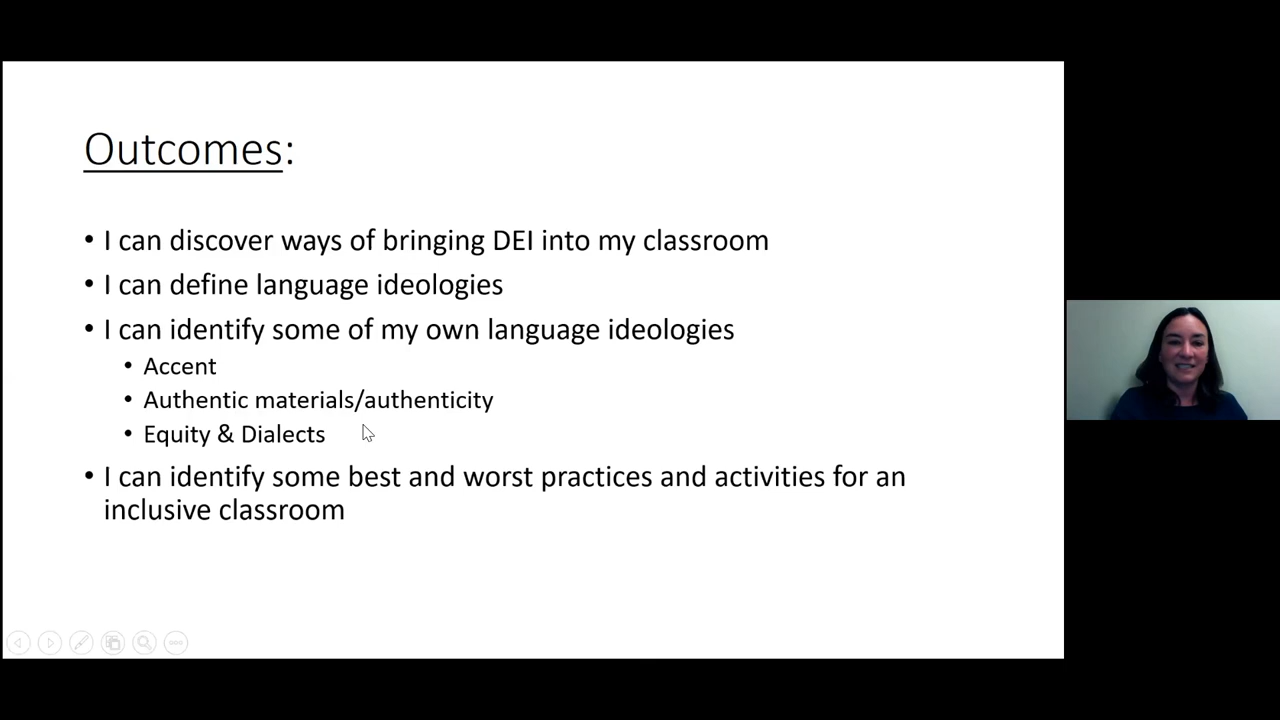 Outcomes:
• I can discover ways of bringing DEI into my classroom
• I can define language ideologies
• I can identify some of my own language ideologies
• Accent
• Authentic materials/authenticity
• Equity & Dialects
• I can identify some best and worst practices and activities for an
inclusive classroom